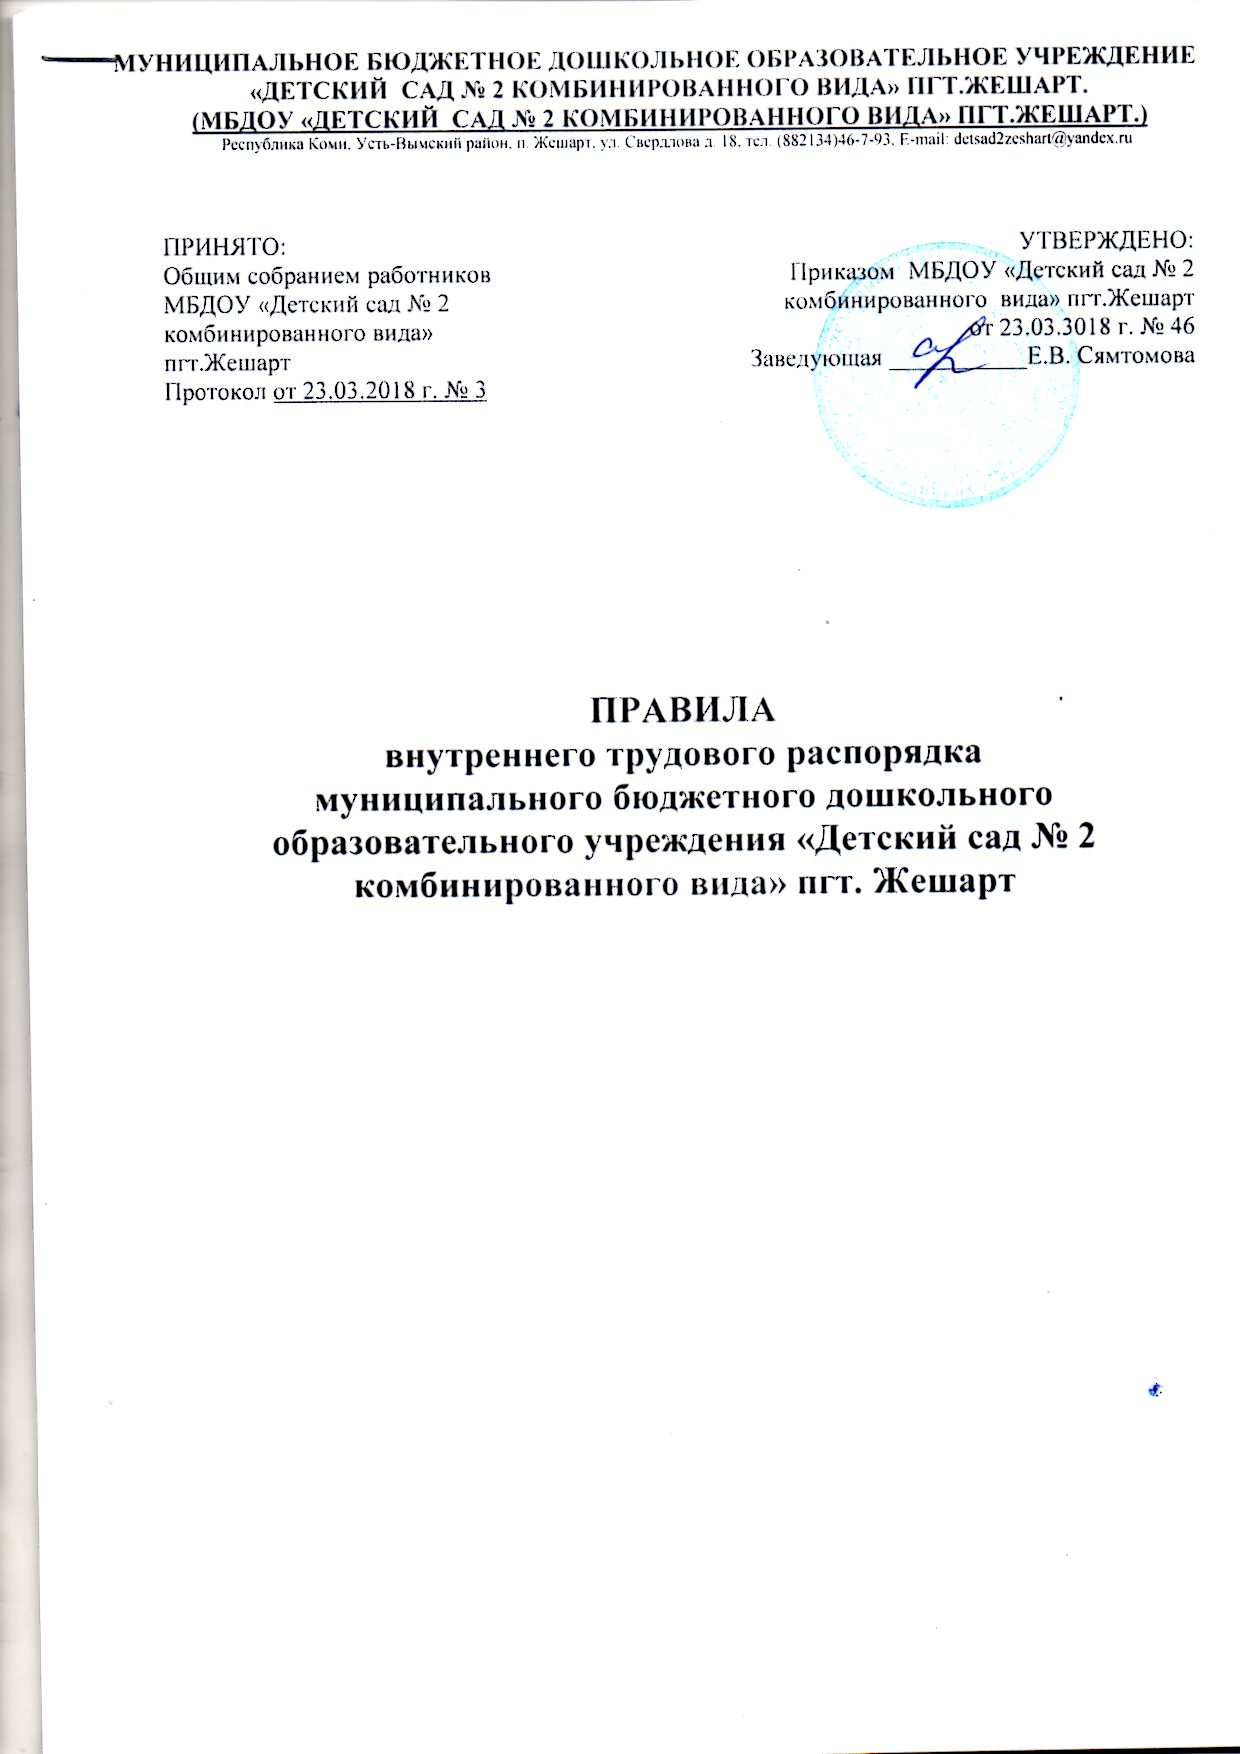 МУНИЦИПАЛЬНОЕ БЮДЖЕТНОЕ ДОШКОЛЬНОЕ ОБРАЗОВАТЕЛЬНОЕ УЧРЕЖДЕНИЕ
«ДЕТСКИЙ САД № 2 КОМБИНИРОВАННОГО ВИДА» ПГТ.ЖЕШАРТ.
(МБДОУ «ДЕТСКИЙ САД № 2 КОМБИНИРОВАННОГО ВИДА» ПГТ.ЖЕШАРТ.)
Республика Коми, Усть-Вымский район, п. Жешарт, ул. Свердлова д. 18, тел. (882134)46-7-93, E-mail: detsad2zeshart@yandex.ru
ПРИНЯТО:
Общим собранием работников
МБДОУ «Детский сад № 2
комбинированного вида»
пгт.Жешарт
Протокол от 23.03.2018 г. № 3
УТВЕРЖДЕНО:
Приказом МБДОУ «Детский сад № 2
комбинированного вида» пгт.Жешарт
от 23.03.3018 г. № 46
Заведующая ___________Е.В. Сямтомова
ПРАВИЛА
внутреннего трудового распорядка
муниципального бюджетного дошкольного
образовательного учреждения «Детский сад № 2
комбинированного вида» пгт. Жешарт